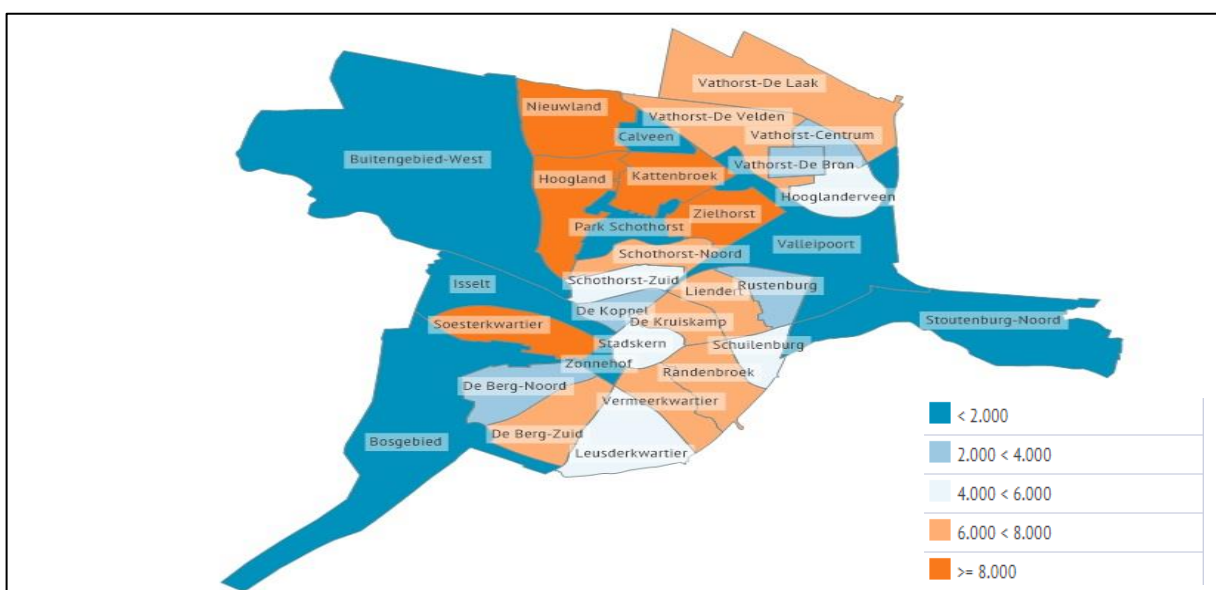 Vathorst-De Laak
Nieuwland
Vathorst-De Velden
Calveen
Vathorst-Centrum
Buitengebied-West
Vathorst-De Bron
Hoogland
Kattenbroek
Hooglanderveen
Zielhorst
Park Schothorst
Valleipoort
Schothorst-Noord
Schothorst-Zuid
Isselt
Liendert
Rustenburg
De Koppel
Soesterkwartier
De Kruiskamp
Stoutenburg-Noord
Stadskern
Schuilenburg
Zonnehof
Randenbroek
De Berg-Noord
Vermeerkwartier
De Berg-Zuid
Bosgebied
Leusderkwartier
< 2.000
2.000 < 4.000
4.000 < 6.000
6.000 < 8.000
>= 8.000